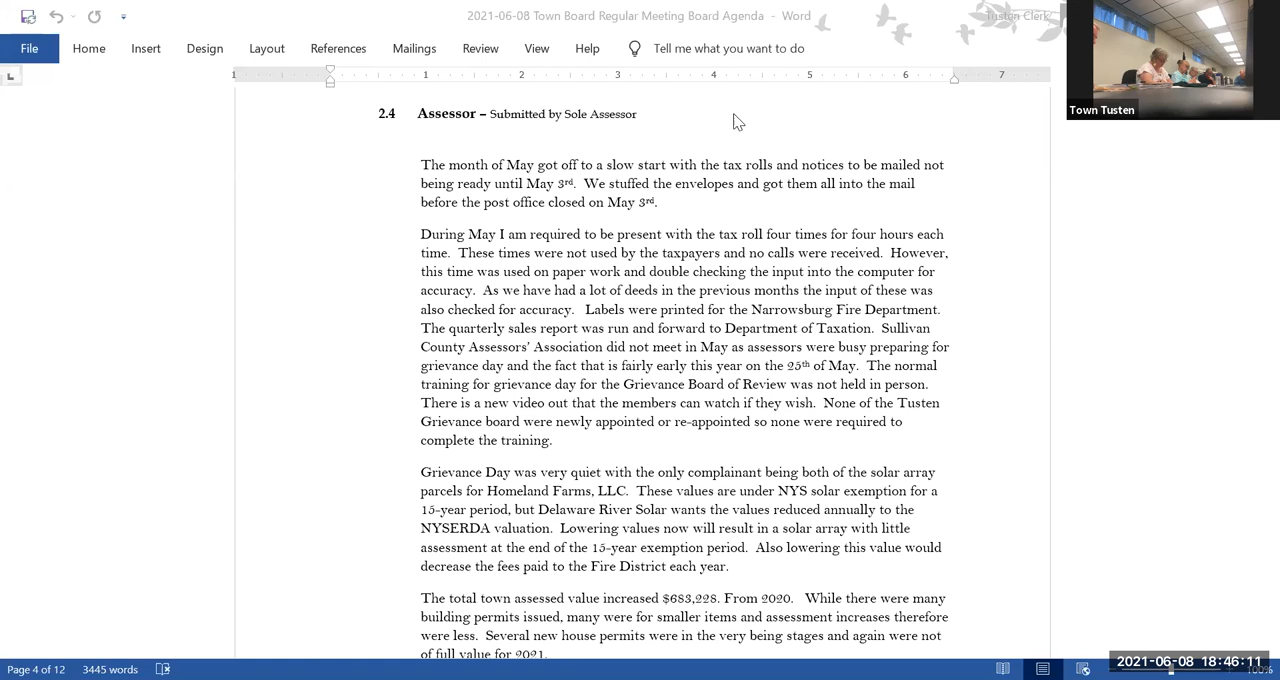 2021-06-08 Town Board Regular Meeting Board Agenda - Word
Tusten Clerk
File Home Insert Design Layout References Mailings Review View Help Tell me what you want to do
Town Tusten
1 1 2 3 4 5 6 7
2.4 Assessor – Submitted by Sole Assessor
The month of May got off to a slow start with the tax rolls and notices to be mailed not
being ready until May 3rd. We stuffed the envelopes and got them all into the mail
before the post office closed on May 3rd.
During May I am required to be present with the tax roll four times for four hours each
time. These times were not used by the taxpayers and no calls were received. However,
this time was used on paper work and double checking the input into the computer for
accuracy. As we have had a lot of deeds in the previous months the input of these was
also checked for accuracy. Labels were printed for the Narrowsburg Fire Department.
The quarterly sales report was run and forward to Department of Taxation. Sullivan
County Assessors' Association did not meet in May as assessors were busy preparing for
grievance day and the fact that is fairly early this year on the 25th of May. The normal
training for grievance day for the Grievance Board of Review was not held in person.
There is a new video out that the members can watch if they wish. None of the Tusten
Grievance board were newly appointed or re-appointed so none were required to
complete the training.
Grievance Day was very quiet with the only complainant being both of the solar array
parcels for Homeland Farms, LLC. These values are under NYS solar exemption for a
15-year period, but Delaware River Solar wants the values reduced annually to the
NYSERDA valuation. Lowering values now will result in a solar array with little
assessment at the end of the 15-year exemption period. Also lowering this value would
decrease the fees paid to the Fire District each year.
The total town assessed value increased $683,228. From 2020. While there were many
building permits issued, many were for smaller items and assessment increases therefore
were less. Several new house permits were in the very being stages and again were not
of full value for 2021.
Page 4 of 12 3445 words
2021-06-08 18:46:11
100%